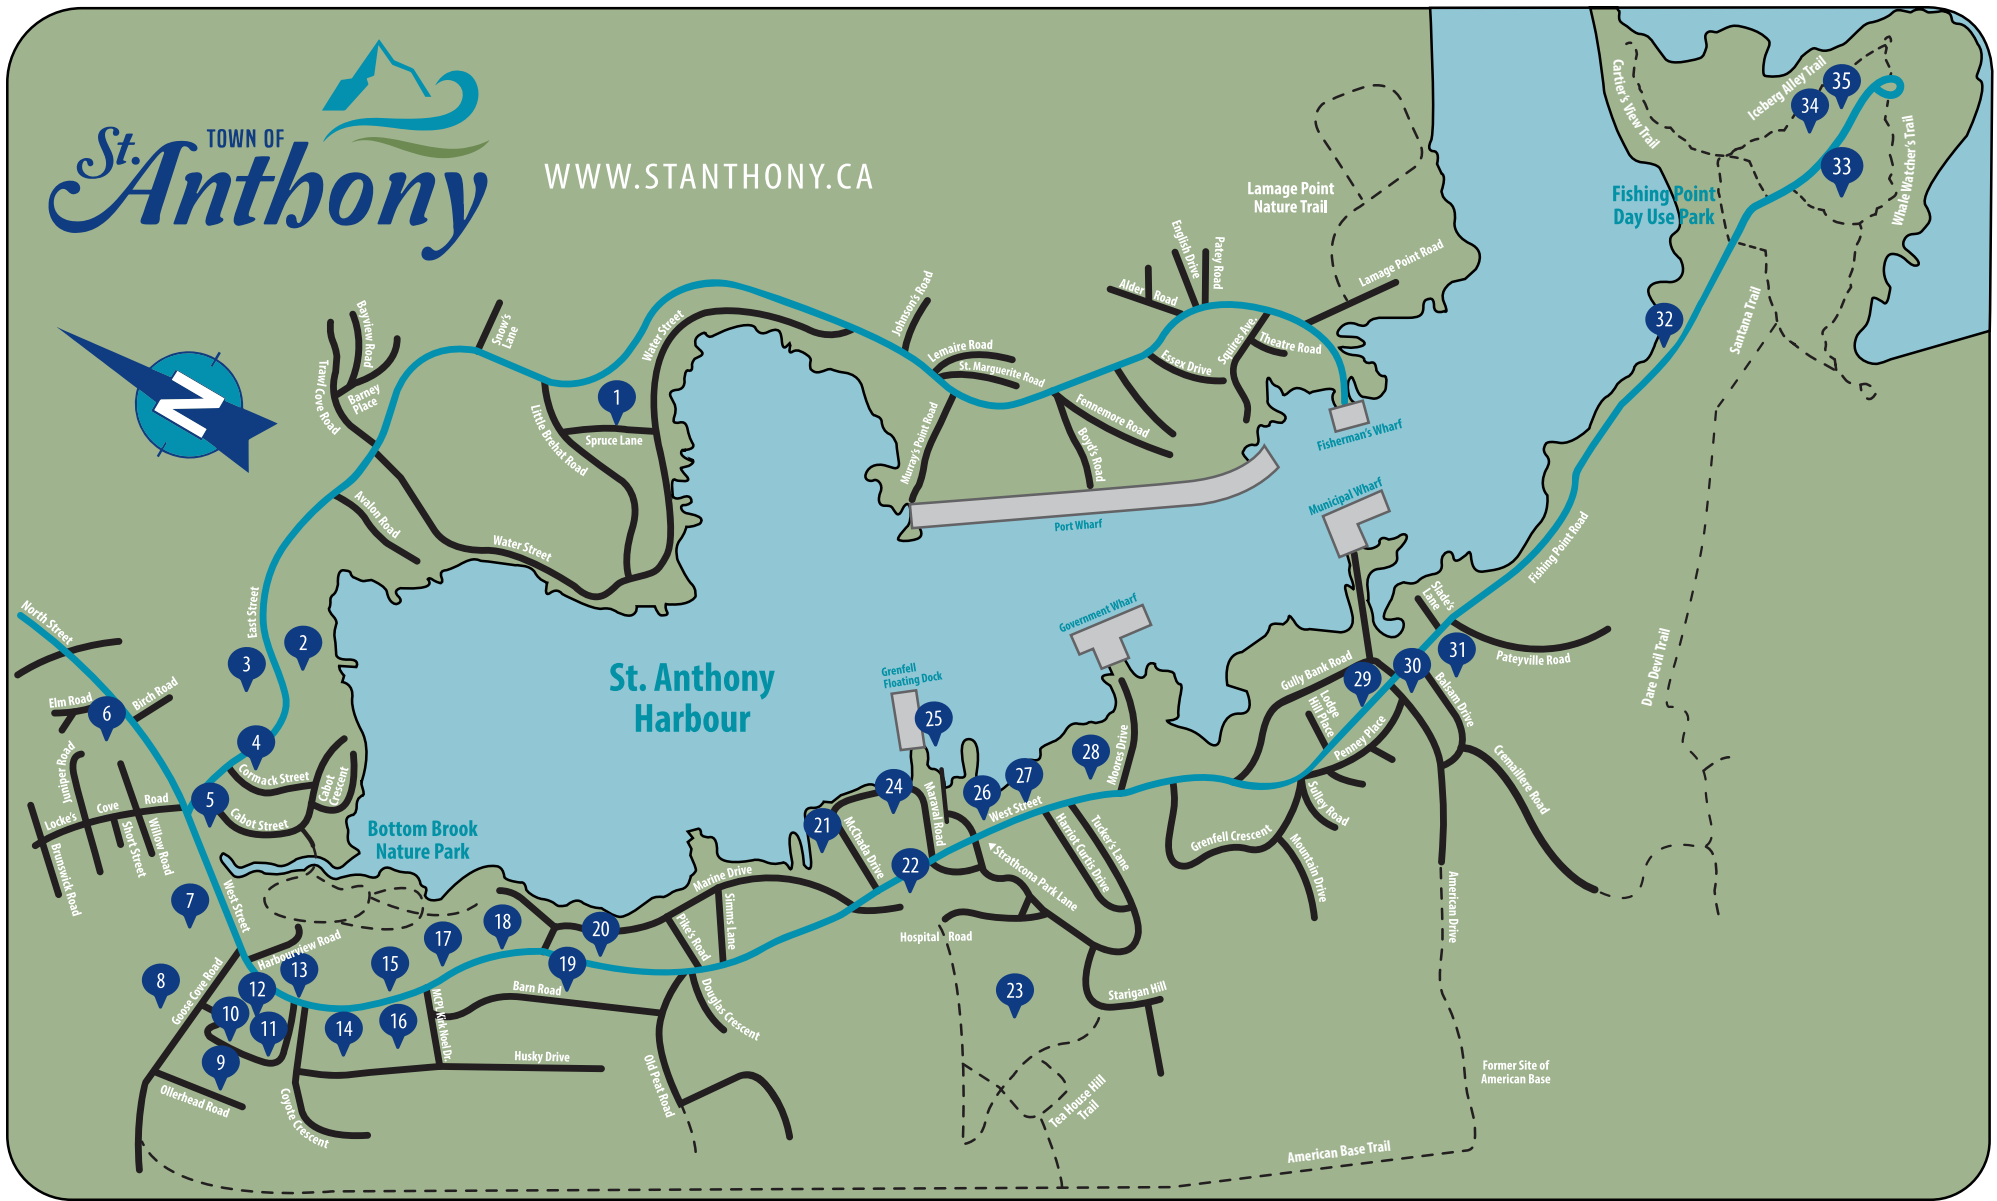 TOWN OF
St.
Anthony
WWW.STANTHONY.CA
N
Lamage Point
Nature Trail
Lamage Point Road
Cartier's View Trail
Iceberg Alley Trail
35
34
33
Whale Watcher's Trail
Fishing Point
Day Use Park
32
Santana Trail
Dare Devil Trail
Fishing Point Road
English Drive
Patey Road
Alder Road
Squires Ave.
Theatre Road
Essex Drive
Johnson's Road
Lemaire Road
St. Marguerite Road
Fennemore Road
Boyd's Road
Murray's Point Road
Fisherman's Wharf
Municipal Wharf
Port Wharf
Government Wharf
Grenfell
Floating Dock
Bayview Road
Snow's
Lane
Trawl Cove Road
Barney
Place
Water Street
1
Spruce Lane
Little Brehat Road
Avalon Road
Water Street
East Street
2
3
North Street
Elm Road
6
Birch Road
4
Cormack Street
Cabot
Crescent
5
Cabot Street
Juniper Road
Locke's Cove Road
Brunswick Road
Short Street
Willow Road
St. Anthony
Harbour
Bottom Brook
Nature Park
West Street
7
8
Goose Cove Road
Harbourview Road
13
12
10
11
9
Ollerhead Road
Coyote Crescent
14
15
16
17
18
MCPL Kirk Noel Dr.
Barn Road
Husky Drive
19
20
Marine Drive
Pike's Road
Simms Lane
Douglas Crescent
Old Peat Road
21
McChada Drive
22
24
25
Maraval Road
26
27
28
West Street
Moores Drive
Strathcona Park Lane
Harriot Curtis Drive
Tucker's Lane
Hospital Road
23
Starigan Hill
Tea House Hill
Trail
Grenfell Crescent
Mountain Drive
Sulley Road
Penney Place
Lodge
Hill Place
Gully Bank Road
29
30
31
Slade's
Lane
Pateyville Road
Balsam Drive
Cremaillere Road
American Drive
Former Site of
American Base
American Base Trail